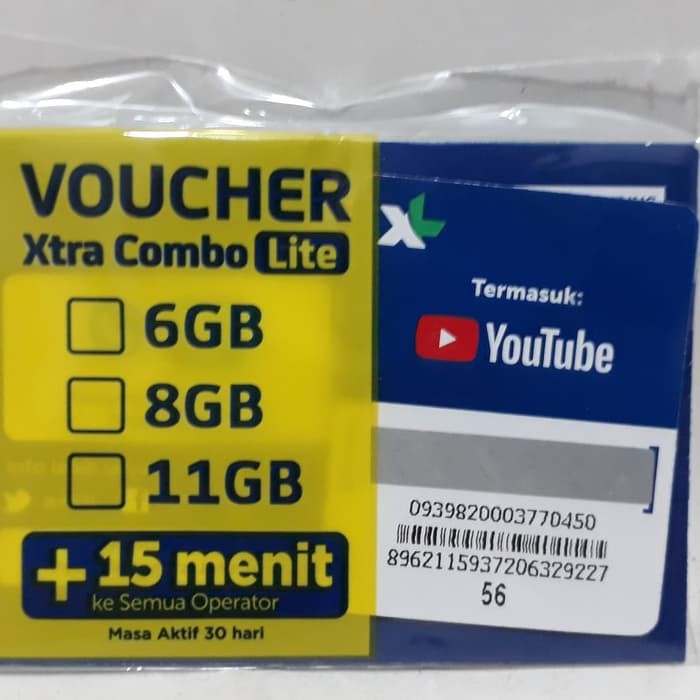 VOUCHER
Xtra Combo Lite
6GB
8GB
11GB
+ 15 menit
ke Semua Operator
Masa Aktif 30 hari
XL
Termasuk:
YouTube
0939820003770450
8962115937206329227
56